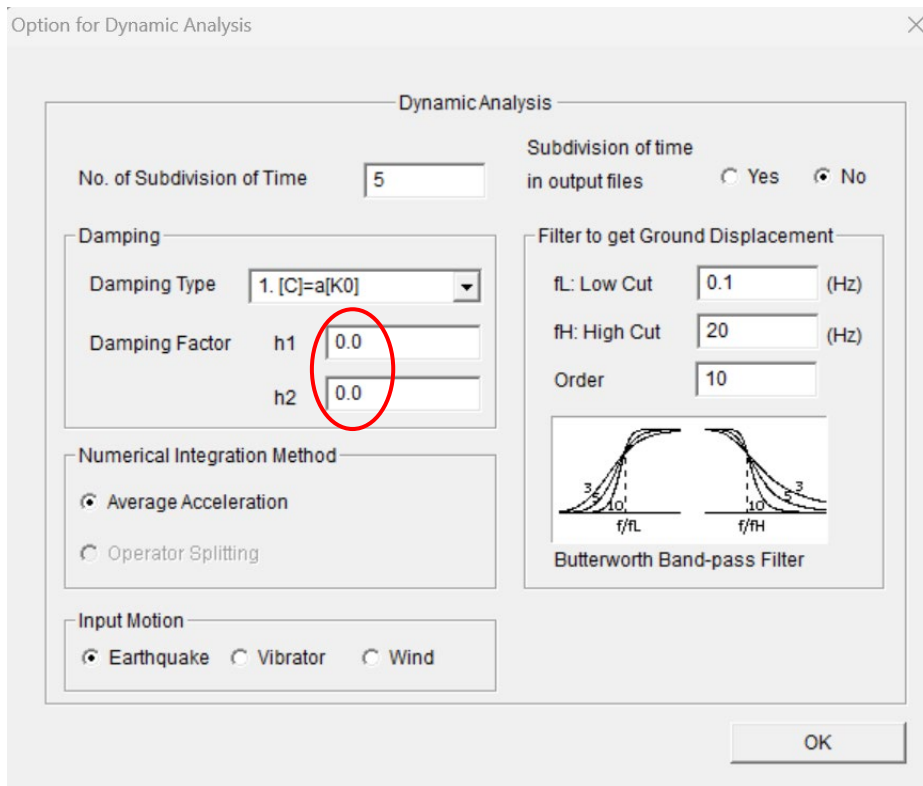 Option for Dynamic Analysis
Dynamic Analysis
No. of Subdivision of Time 5
Subdivision of time
in output files Yes No
Damping
Damping Type 1. [C]=a[K0]
Damping Factor h1 0.0
h2 0.0
Filter to get Ground Displacement
fL: Low Cut 0.1 (Hz)
fH: High Cut 20 (Hz)
Order 10
3 5 10 f/fL
10 5 3 f/fH
Butterworth Band-pass Filter
Numerical Integration Method
Average Acceleration
Operator Splitting
Input Motion
Earthquake Vibrator Wind
OK